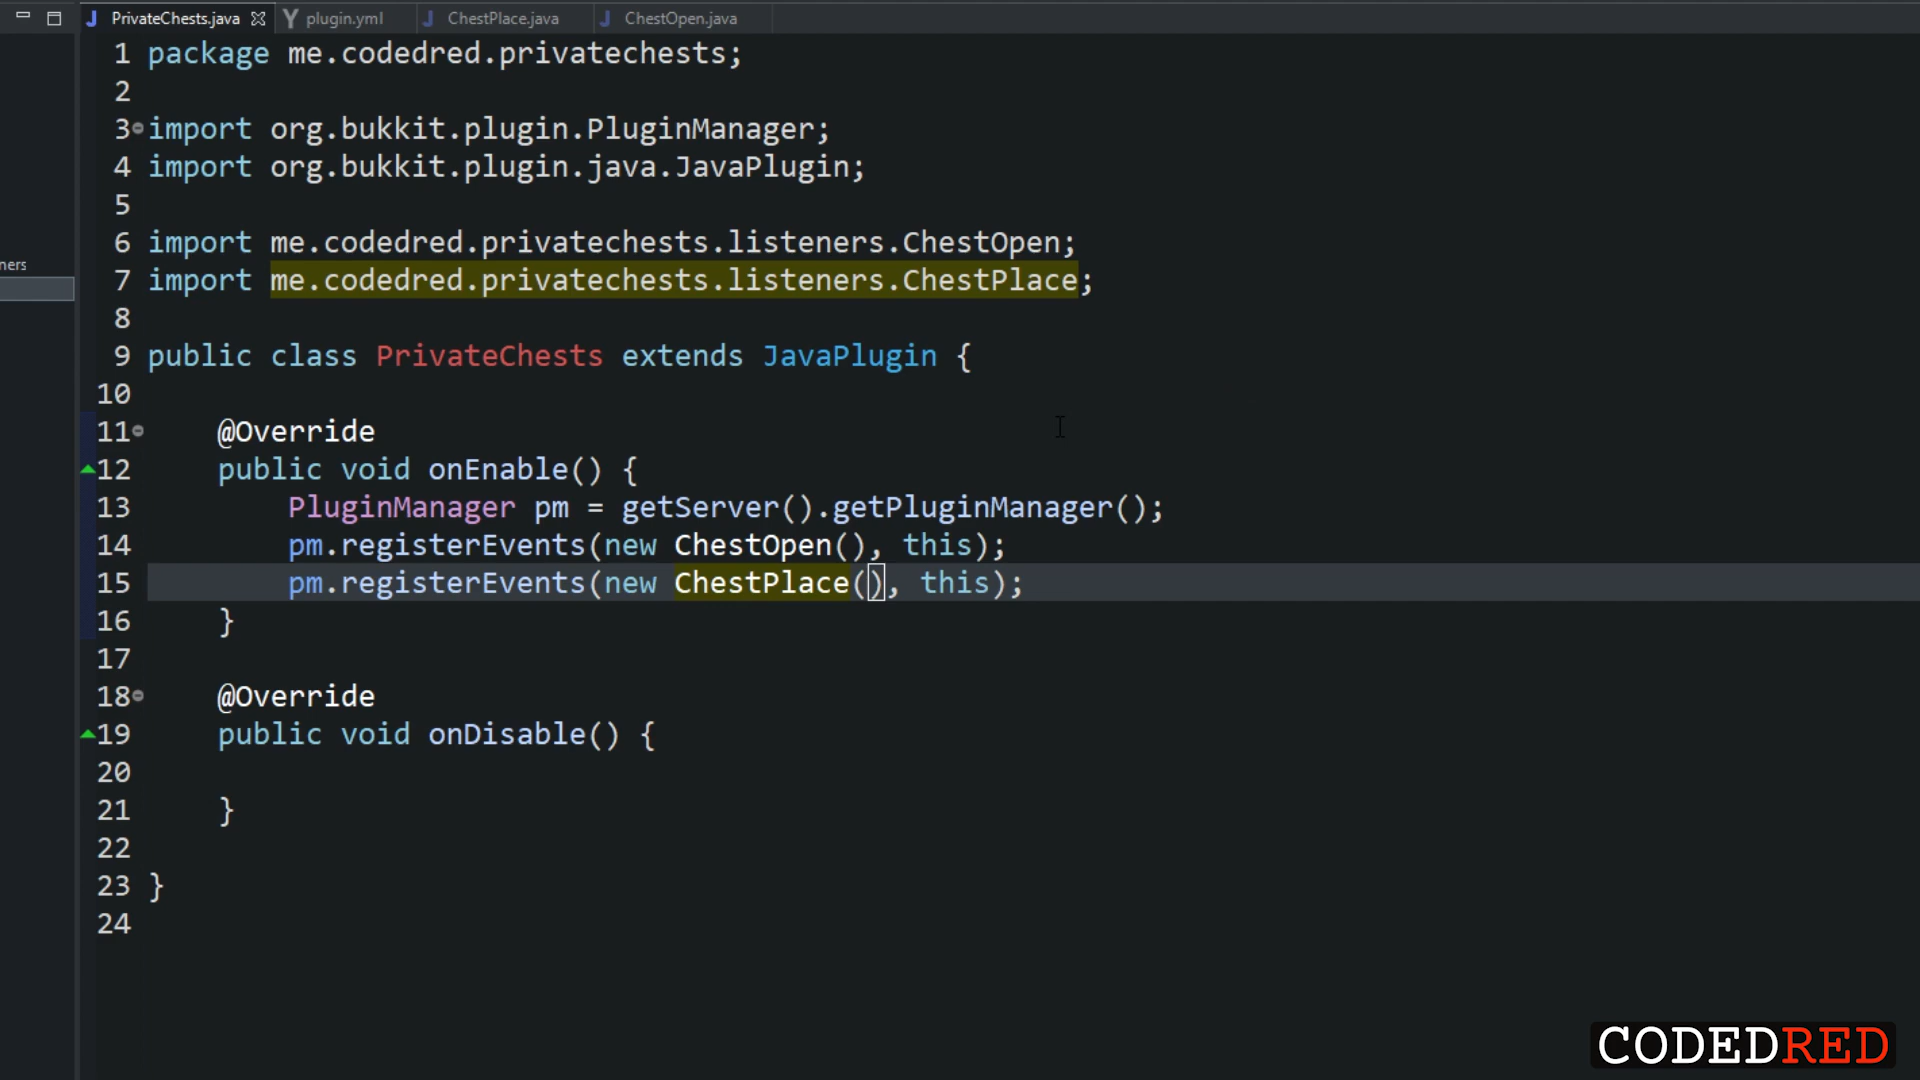 PrivateChests.java
plugin.yml
ChestPlace.java
ChestOpen.java
ners
1 package me.codedred.privatechests;
2
3 import org.bukkit.plugin.PluginManager;
4 import org.bukkit.plugin.java.JavaPlugin;
5
6 import me.codedred.privatechests.listeners.ChestOpen;
7 import me.codedred.privatechests.listeners.ChestPlace;
8
9 public class PrivateChests extends JavaPlugin {
10
11 @Override
12 public void onEnable() {
13 PluginManager pm = getServer().getPluginManager();
14 pm.registerEvents(new ChestOpen(), this);
15 pm.registerEvents(new ChestPlace(), this);
16 }
17
18 @Override
19 public void onDisable() {
20
21 }
22
23 }
24
CODEDRED